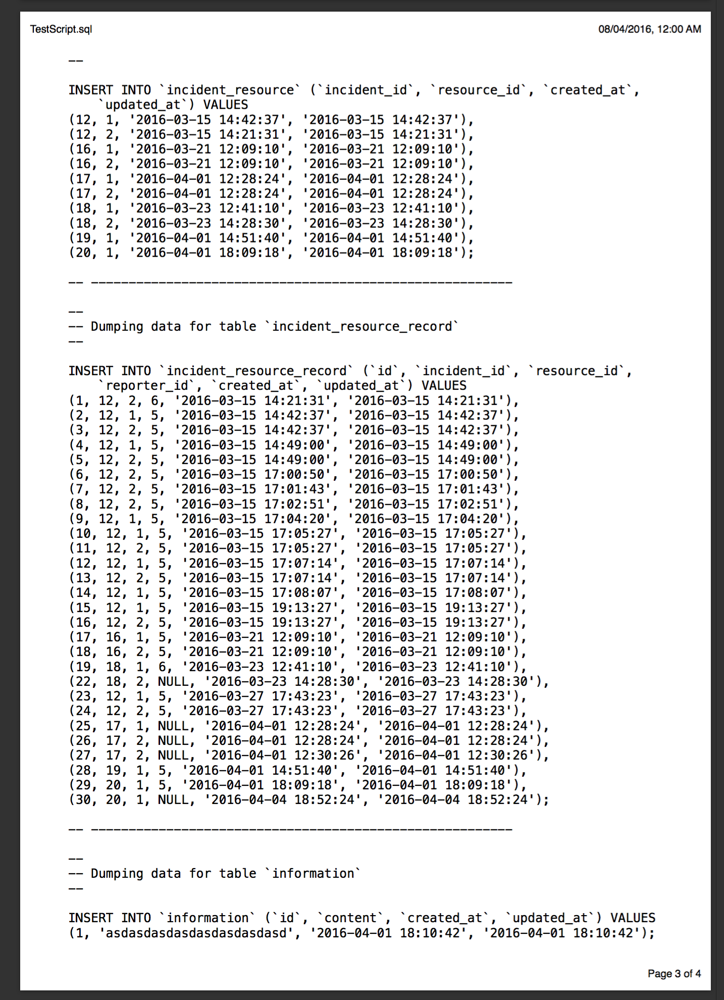 TestScript.sql
08/04/2016, 12:00 AM
--
INSERT INTO `incident_resource` (`incident_id`, `resource_id`, `created_at`,
`updated_at`) VALUES
(12, 1, '2016-03-15 14:42:37', '2016-03-15 14:42:37'),
(12, 2, '2016-03-15 14:21:31', '2016-03-15 14:21:31'),
(16, 1, '2016-03-21 12:09:10', '2016-03-21 12:09:10'),
(16, 2, '2016-03-21 12:09:10', '2016-03-21 12:09:10'),
(17, 1, '2016-04-01 12:28:24', '2016-04-01 12:28:24'),
(17, 2, '2016-04-01 12:28:24', '2016-04-01 12:28:24'),
(18, 1, '2016-03-23 12:41:10', '2016-03-23 12:41:10'),
(18, 2, '2016-03-23 14:28:30', '2016-03-23 14:28:30'),
(19, 1, '2016-04-01 14:51:40', '2016-04-01 14:51:40'),
(20, 1, '2016-04-01 18:09:18', '2016-04-01 18:09:18');
-- --------------------------------------------------------
--
-- Dumping data for table `incident_resource_record`
--
INSERT INTO `incident_resource_record` (`id`, `incident_id`, `resource_id`,
`reporter_id`, `created_at`, `updated_at`) VALUES
(1, 12, 2, 6, '2016-03-15 14:21:31', '2016-03-15 14:21:31'),
(2, 12, 1, 5, '2016-03-15 14:42:37', '2016-03-15 14:42:37'),
(3, 12, 2, 5, '2016-03-15 14:42:37', '2016-03-15 14:42:37'),
(4, 12, 1, 5, '2016-03-15 14:49:00', '2016-03-15 14:49:00'),
(5, 12, 2, 5, '2016-03-15 14:49:00', '2016-03-15 14:49:00'),
(6, 12, 2, 5, '2016-03-15 17:00:50', '2016-03-15 17:00:50'),
(7, 12, 2, 5, '2016-03-15 17:01:43', '2016-03-15 17:01:43'),
(8, 12, 2, 5, '2016-03-15 17:02:51', '2016-03-15 17:02:51'),
(9, 12, 1, 5, '2016-03-15 17:04:20', '2016-03-15 17:04:20'),
(10, 12, 1, 5, '2016-03-15 17:05:27', '2016-03-15 17:05:27'),
(11, 12, 2, 5, '2016-03-15 17:05:27', '2016-03-15 17:05:27'),
(12, 12, 1, 5, '2016-03-15 17:07:14', '2016-03-15 17:07:14'),
(13, 12, 2, 5, '2016-03-15 17:07:14', '2016-03-15 17:07:14'),
(14, 12, 1, 5, '2016-03-15 17:08:07', '2016-03-15 17:08:07'),
(15, 12, 1, 5, '2016-03-15 19:13:27', '2016-03-15 19:13:27'),
(16, 12, 2, 5, '2016-03-15 19:13:27', '2016-03-15 19:13:27'),
(17, 16, 1, 5, '2016-03-21 12:09:10', '2016-03-21 12:09:10'),
(18, 16, 2, 5, '2016-03-21 12:09:10', '2016-03-21 12:09:10'),
(19, 18, 1, 6, '2016-03-23 12:41:10', '2016-03-23 12:41:10'),
(22, 18, 2, NULL, '2016-03-23 14:28:30', '2016-03-23 14:28:30'),
(23, 12, 1, 5, '2016-03-27 17:43:23', '2016-03-27 17:43:23'),
(24, 12, 2, 5, '2016-03-27 17:43:23', '2016-03-27 17:43:23'),
(25, 17, 1, NULL, '2016-04-01 12:28:24', '2016-04-01 12:28:24'),
(26, 17, 2, NULL, '2016-04-01 12:28:24', '2016-04-01 12:28:24'),
(27, 17, 2, NULL, '2016-04-01 12:30:26', '2016-04-01 12:30:26'),
(28, 19, 1, 5, '2016-04-01 14:51:40', '2016-04-01 14:51:40'),
(29, 20, 1, 5, '2016-04-01 18:09:18', '2016-04-01 18:09:18'),
(30, 20, 1, NULL, '2016-04-04 18:52:24', '2016-04-04 18:52:24');
-- --------------------------------------------------------
--
-- Dumping data for table `information`
--
INSERT INTO `information` (`id`, `content`, `created_at`, `updated_at`) VALUES
(1, 'asdasdasdasdasdasdasdasd', '2016-04-01 18:10:42', '2016-04-01 18:10:42');
Page 3 of 4